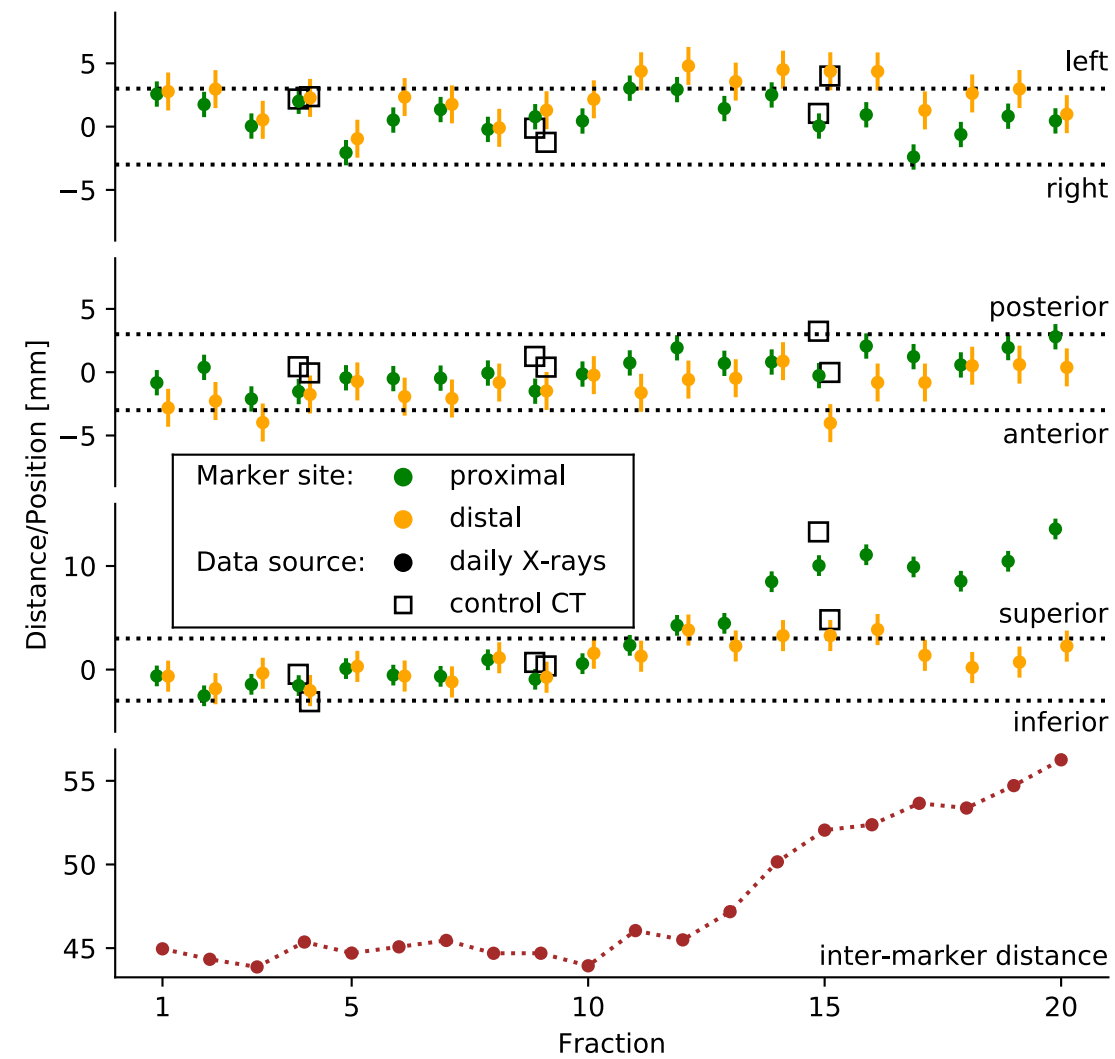 5
0
−5
left
right
5
0
−5
posterior
anterior
Distance/Position [mm]
Marker site:
proximal
distal
Data source:
daily X-rays
control CT
10
0
superior
inferior
55
50
45
inter-marker distance
1 5 10 15 20
Fraction